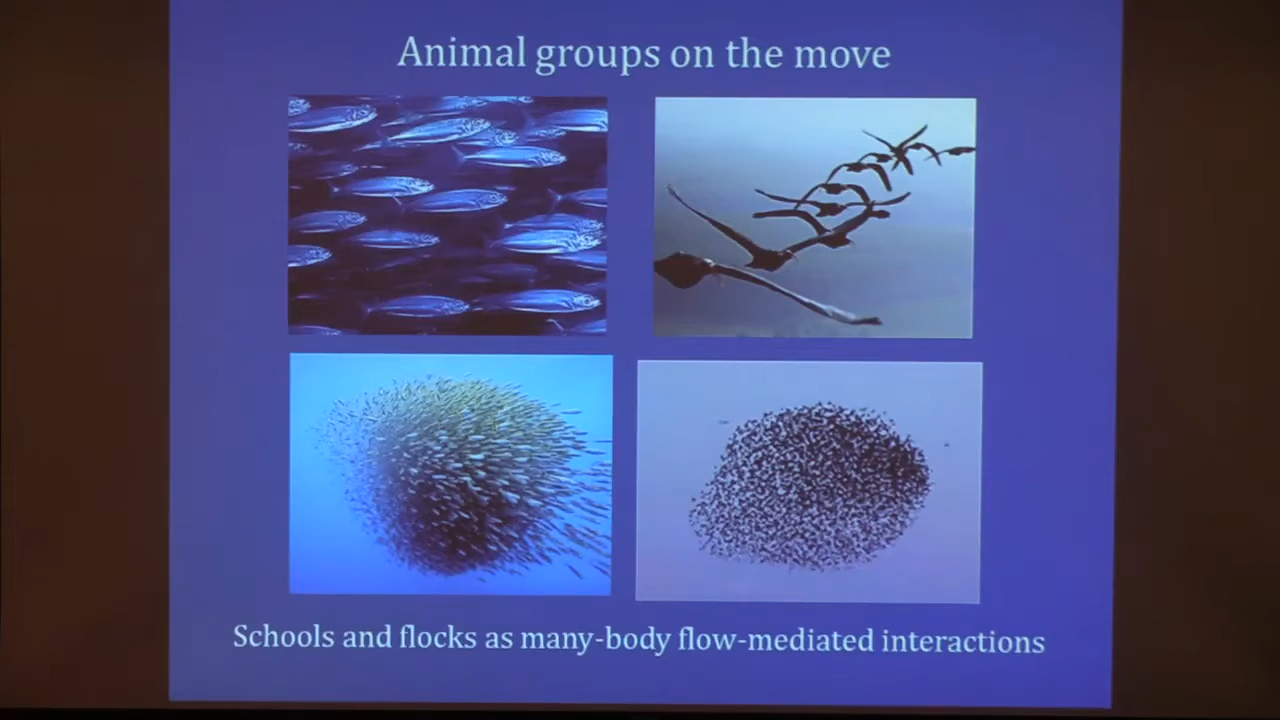 Animal groups on the move
Schools and flocks as many-body flow-mediated interactions